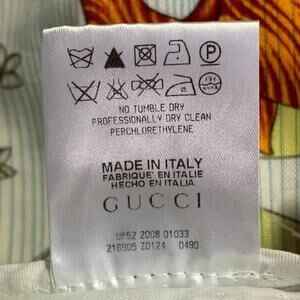 P
NO TUMBLE DRY
PROFESSIONALLY DRY CLEAN
PERCHLORETHYLENE
MADE IN ITALY
FABRIQUÉ EN ITALIE
HECHO EN ITALIA
GUCCI
UP52 2008 01033
216905 Z0124 0490